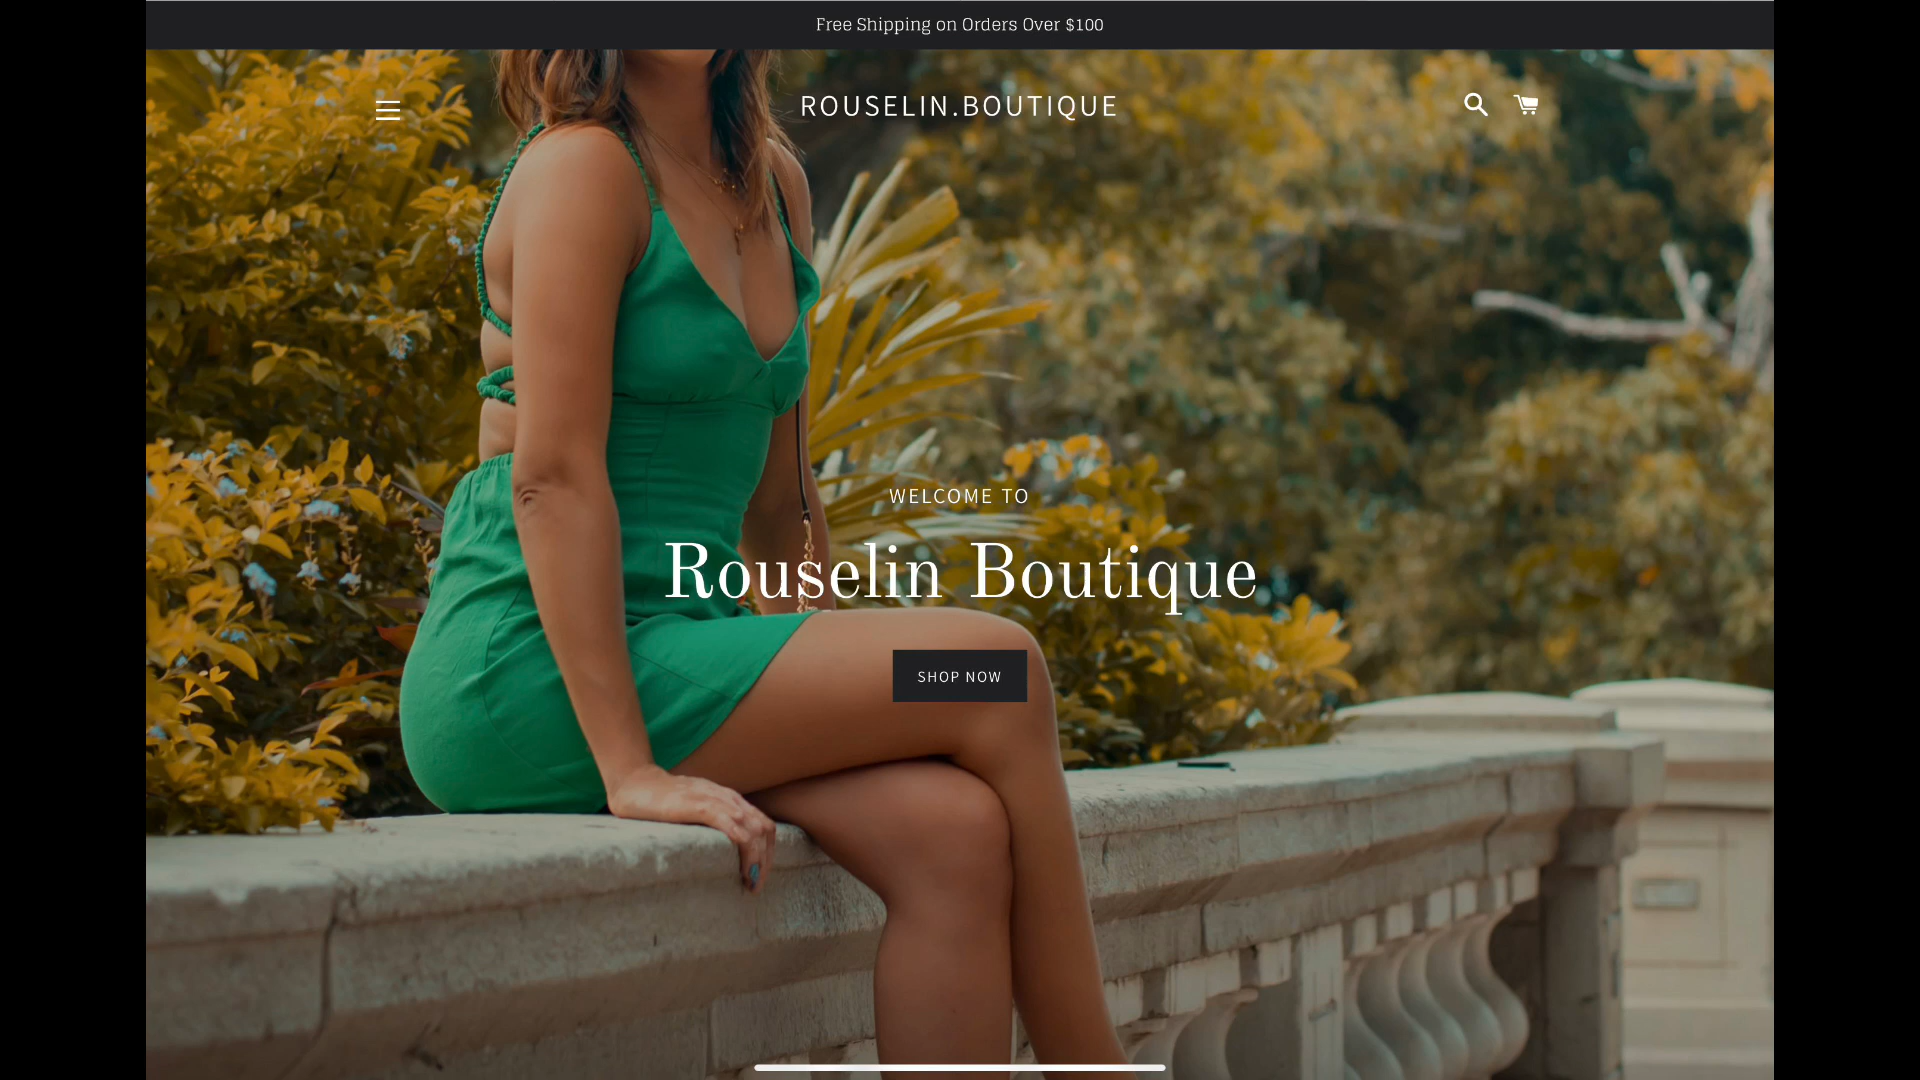 Free Shipping on Orders Over $100
ROUSELIN.BOUTIQUE
WELCOME TO
Rouselin Boutique
SHOP NOW